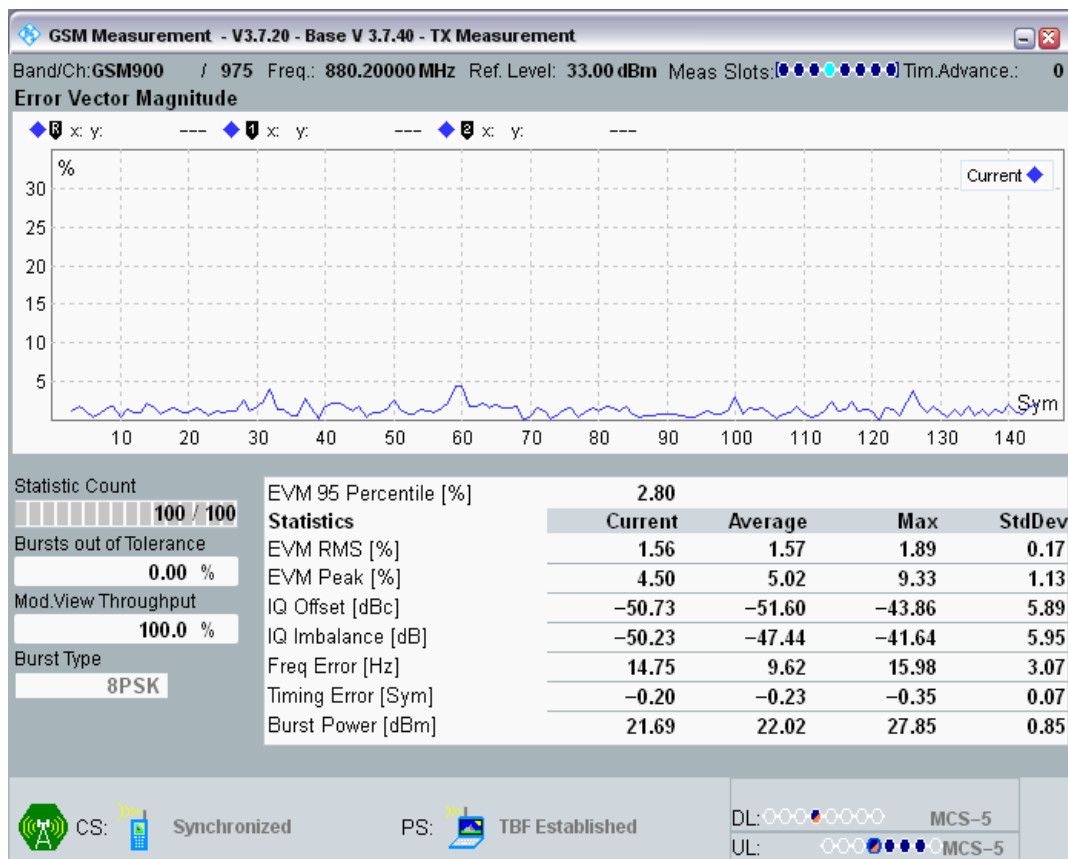 GSM Measurement - V3.7.20 - Base V 3.7.40 - TX Measurement
Band/Ch:GSM900 / 975 Freq.: 880.20000 MHz Ref. Level: 33.00 dBm Meas Slots: Tim.Advance.: 0
Error Vector Magnitude
R x: y: --- 1 x: y: --- 2 x: y: ---
%
Current
30
25
20
15
10
5
Sym
10 20 30 40 50 60 70 80 90 100 110 120 130 140
Statistic Count
100 / 100
Bursts out of Tolerance
0.00 %
Mod.View Throughput
100.0 %
Burst Type
8PSK
EVM 95 Percentile [%] 2.80
Statistics Current Average Max StdDev
EVM RMS [%] 1.56 1.57 1.89 0.17
EVM Peak [%] 4.50 5.02 9.33 1.13
IQ Offset [dBc] −50.73 −51.60 −43.86 5.89
IQ Imbalance [dB] −50.23 −47.44 −41.64 5.95
Freq Error [Hz] 14.75 9.62 15.98 3.07
Timing Error [Sym] −0.20 −0.23 −0.35 0.07
Burst Power [dBm] 21.69 22.02 27.85 0.85
CS: Synchronized PS: TBF Established
DL: MCS−5
UL: MCS−5